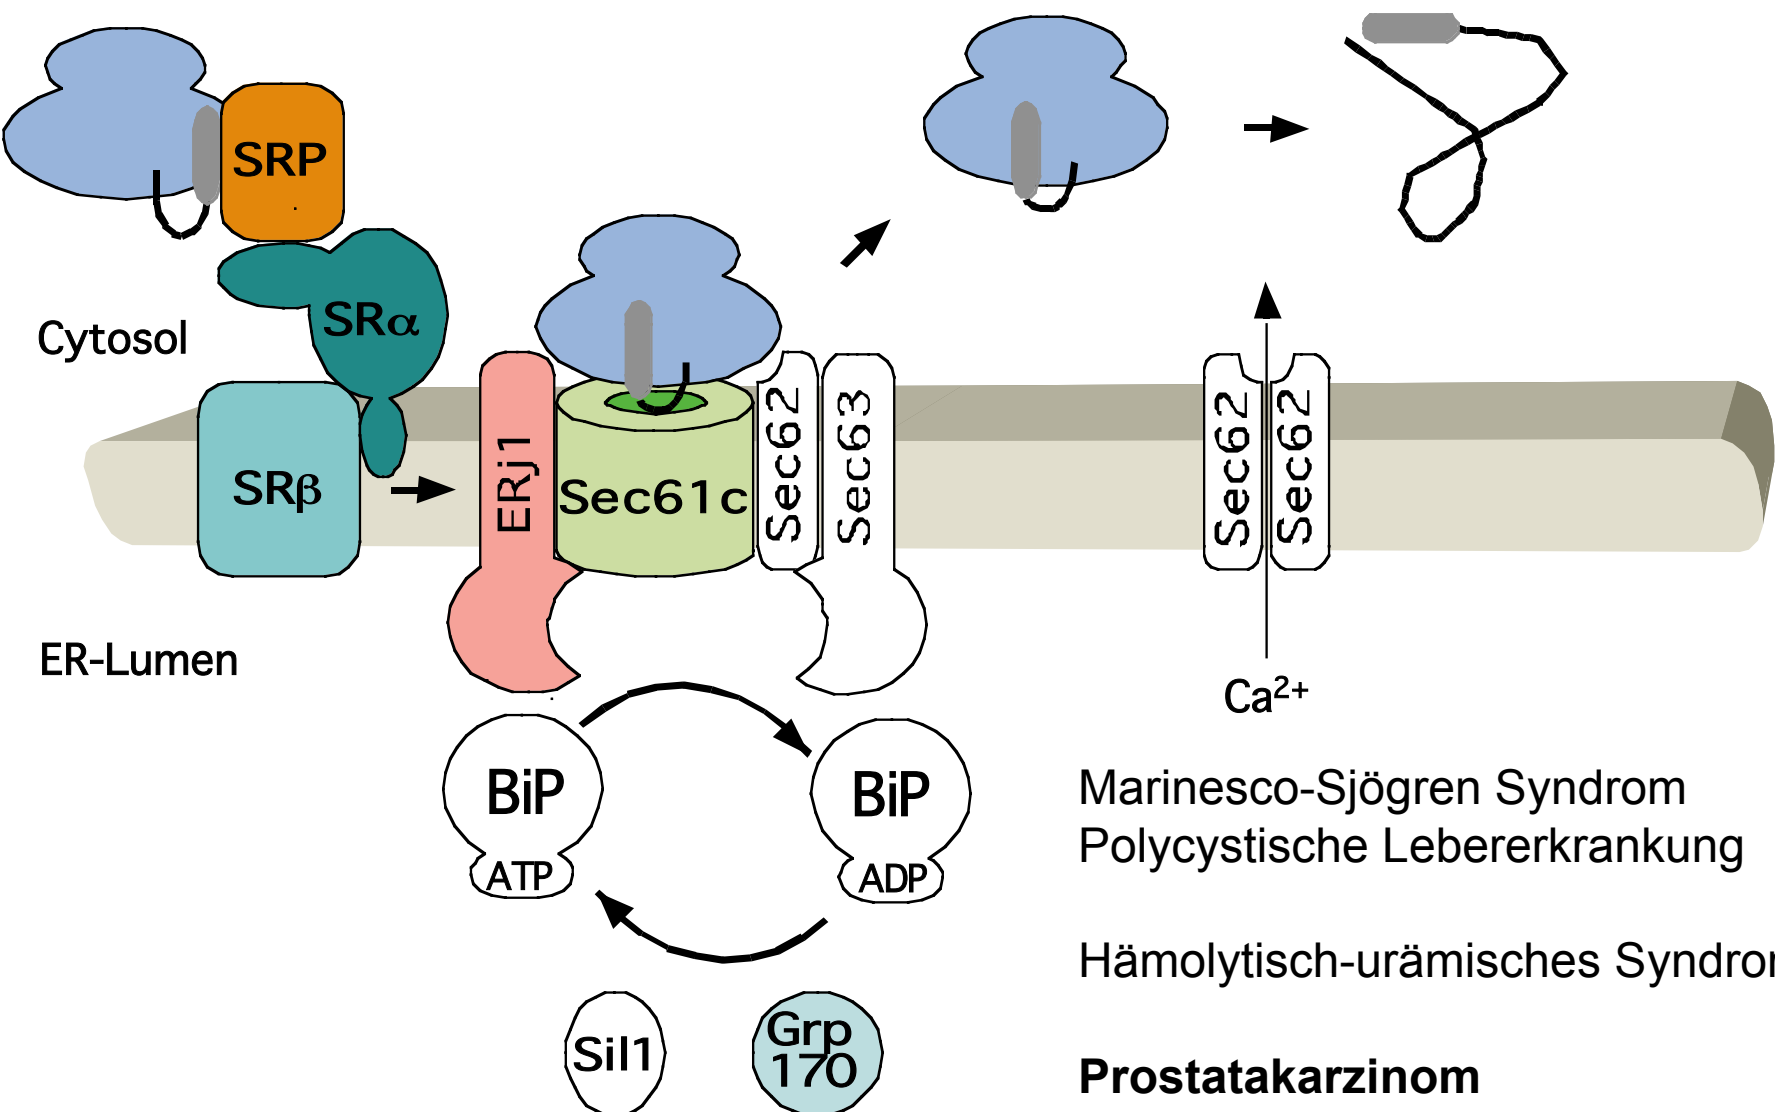 SRP
SRα
Cytosol
SRβ
ERj1
Sec61c
Sec62
Sec63
Sec62
Sec62
ER-Lumen
Ca²⁺
BiP
ATP
BiP
ADP
Marinesco-Sjögren Syndrom
Polycystische Lebererkrankung
Hämolytisch-urämisches
Sil1
Grp
170
Prostatakarzinom